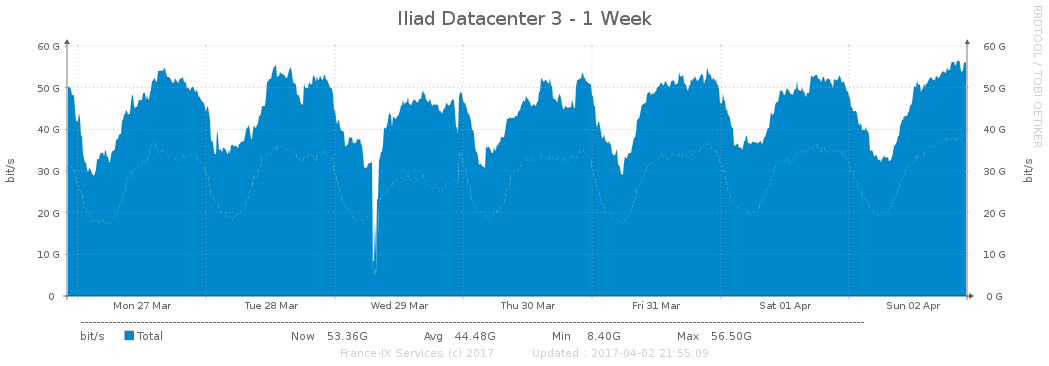 Iliad Datacenter 3 - 1 Week
RRDTOOL / TOBI OETIKER
60 G 60 G
50 G 50 G
40 G 40 G
30 G 30 G
20 G 20 G
10 G 10 G
0 0 G
bit/s bit/s
Mon 27 Mar Tue 28 Mar Wed 29 Mar Thu 30 Mar Fri 31 Mar Sat 01 Apr Sun 02 Apr
bit/s Total Now 53.36G Avg 44.48G Min 8.40G Max 56.50G
France-IX Services (c) 2017 Updated : 2017-04-02 21:55:09